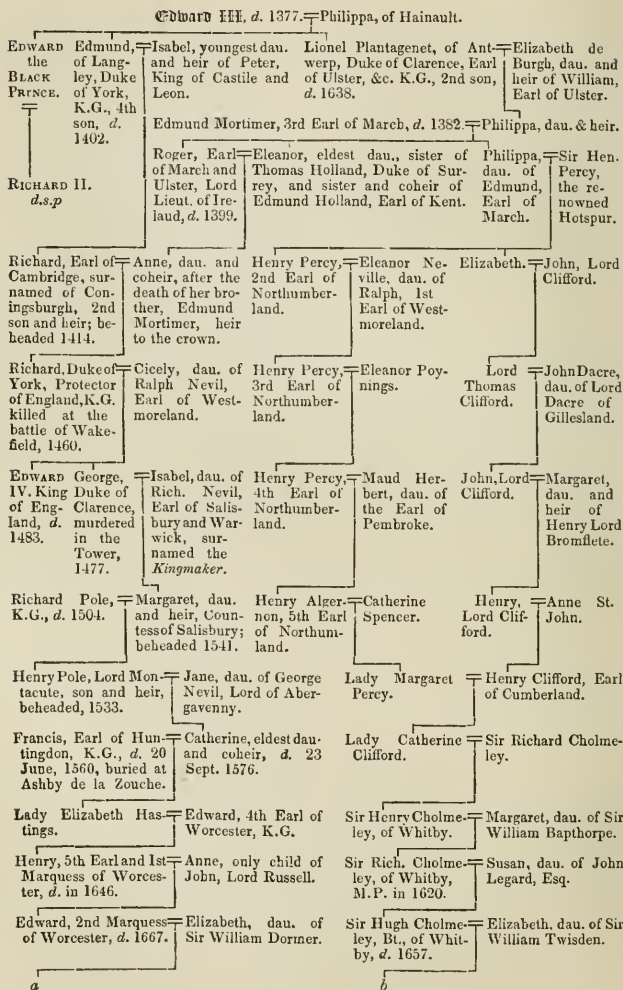 Edward III, d. 1377.=Philippa, of Hainault.
EDWARD the BLACK PRINCE.
Edmund, of Langley, Duke of York, K.G., 4th son, d. 1402.
Isabel, youngest dau. and heir of Peter, King of Castile and Leon.
Lionel Plantagenet, of Antwerp, Duke of Clarence, Earl of Ulster, &c. K.G., 2nd son, d. 1638.
Elizabeth de Burgh, dau. and heir of William, Earl of Ulster.
Edmund Mortimer, 3rd Earl of March, d. 1382.=Philippa, dau. & heir.
RICHARD II. d.s.p
Roger, Earl of March and Ulster, Lord Lieut. of Irelaud, d. 1399.
Eleanor, eldest dau., sister of Thomas Holland, Duke of Surrey, and sister and coheir of Edmund Holland, Earl of Kent.
Philippa, dau. of Edmund, Earl of March.
Sir Hen. Percy, the renowned Hotspur.
Richard, Earl of Cambridge, surnamed of Coningsburgh, 2nd son and heir; beheaded 1414.
Anne, dau. and coheir, after the death of her brother, Edmund Mortimer, heir to the crown.
Henry Percy, 2nd Earl of Northumberland.
Eleanor Neville, dau. of Ralph, 1st Earl of Westmoreland.
Elizabeth.=John, Lord Clifford.
Richard, Duke of York, Protector of England, K.G. killed at the battle of Wakefield, 1460.
Cicely, dau. of Ralph Nevil, Earl of Westmoreland.
Henry Percy, 3rd Earl of Northumberland.
Eleanor Poynings.
Lord Thomas Clifford.
John Dacre, dau. of Lord Dacre of Gillesland.
EDWARD IV. King of England, d. 1483.
George, Duke of Clarence, murdered in the Tower, 1477.
Isabel, dau. of Rich. Nevil, Earl of Salisbury and Warwick, surnamed the Kingmaker.
Henry Percy, 4th Earl of Northumberland.
Maud Herbert, dau. of the Earl of Pembroke.
John, Lord Clifford.
Margaret, dau. and heir of Henry Lord Bromflete.
Richard Pole, K.G., d. 1504.
Margaret, dau. and heir, Countess of Salisbury; beheaded 1541.
Henry Algernon, 5th Earl of Northumland.
Catherine Spencer.
Henry, Lord Clifford.
Anne St. John.
Henry Pole, Lord Montacute, son and heir, beheaded, 1533.
Jane, dau. of George Nevil, Lord of Abergavenny.
Lady Margaret Percy.
Henry Clifford, Earl of Cumberland.
Francis, Earl of Huntingdon, K.G., d. 20 June, 1560, buried at Ashby de la Zouche.
Catherine, eldest dau. and coheir, d. 23 Sept. 1576.
Lady Catherine Clifford.
Sir Richard Cholmeley.
Lady Elizabeth Hastings.
Edward, 4th Earl of Worcester, K.G.
Sir Henry Cholmeley, of Whitby.
Margaret, dau. of Sir William Bapthorpe.
Henry, 5th Earl and 1st Marquess of Worcester, d. in 1646.
Anne, only child of John, Lord Russell.
Sir Rich. Cholmeley, of Whitby, M.P. in 1620.
Susan, dau. of John Legard, Esq.
Edward, 2nd Marquess of Worcester, d. 1667.
Elizabeth, dau. of Sir William Dormer.
Sir Hugh Cholmeley, Bt., of Whitby, d. 1657.
Elizabeth, dau. of Sir William Twisden.
a
b